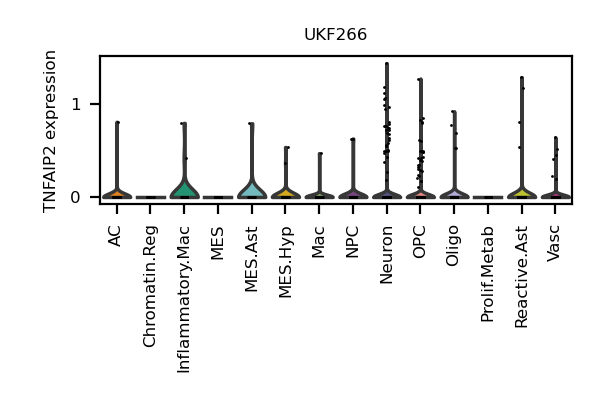 UKF266
TNFAIP2 expression
1
0
AC
Chromatin.Reg
Inflammatory.Mac
MES
MES.Ast
MES.Hyp
Mac
NPC
Neuron
OPC
Oligo
Prolif.Metab
Reactive.Ast
Vasc